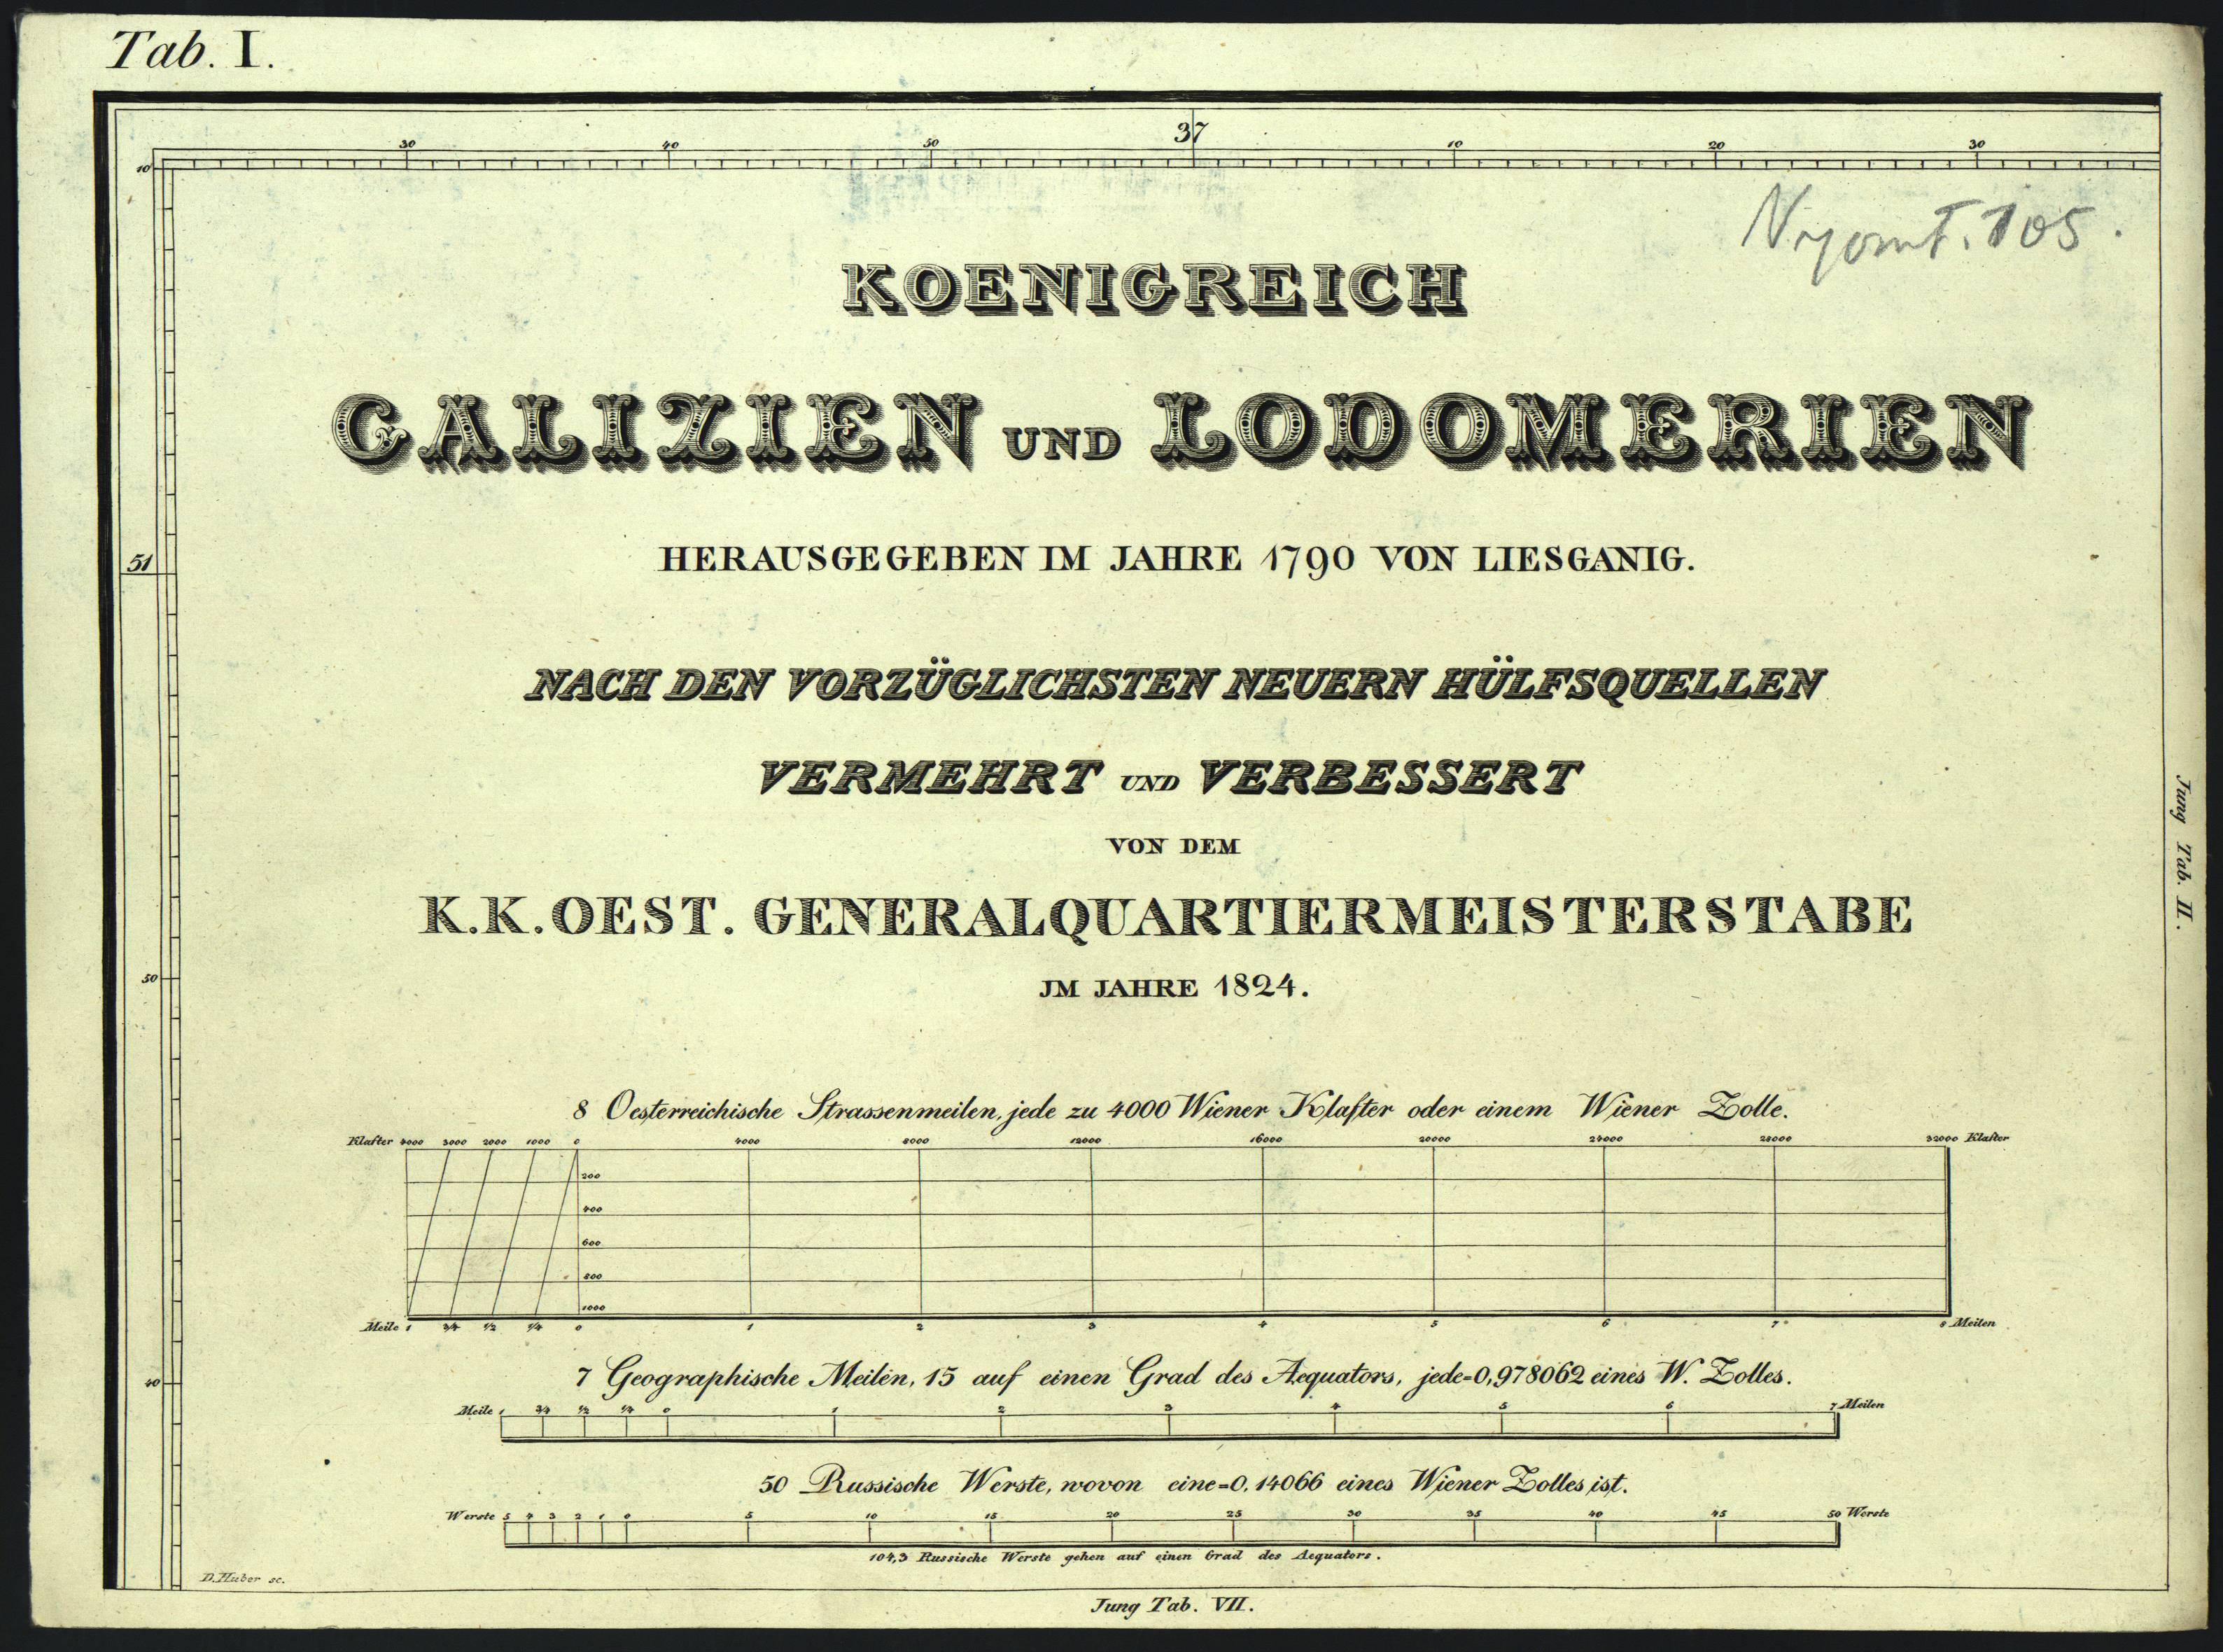 Tab. I.
30 40 50 37 10 20 30
10
Nyomt. 105.
KOENIGREICH
GALIZIEN UND LODOMERIEN
HERAUSGEGEBEN IM JAHRE 1790 VON LIESGANIG.
51
NACH DEN VORZÜGLICHSTEN NEUERN HÜLFSQUELLEN
VERMEHRT UND VERBESSERT
VON DEM
K.K. OEST. GENERALQUARTIERMEISTERSTABE
JM JAHRE 1824.
50
Jung Tab. II.
8 Oesterreichische Strassenmeilen, jede zu 4000 Wiener Klafter oder einem Wiener Zolle.
Klafter 4000 3000 2000 1000 0 4000 8000 12000 16000 20000 24000 28000 32000 Klafter
200
400
600
800
1000
Meile 1 3/4 1/2 1/4 0 1 2 3 4 5 6 7 8 Meilen
7 Geographische Meilen, 15 auf einen Grad des Aequators, jede=0,978062 eines W. Zolles.
40
Meile 1 3/4 1/2 1/4 0 1 2 3 4 5 6 7 Meilen
50 Russische Werste, wovon eine=0,14066 eines Wiener Zolles ist.
Werste 5 4 3 2 1 0 5 10 15 20 25 30 35 40 45 50 Werste
104,3 Russische Werste gehen auf einen Grad des Aequators.
D. Huber sc.
Jung Tab. VII.